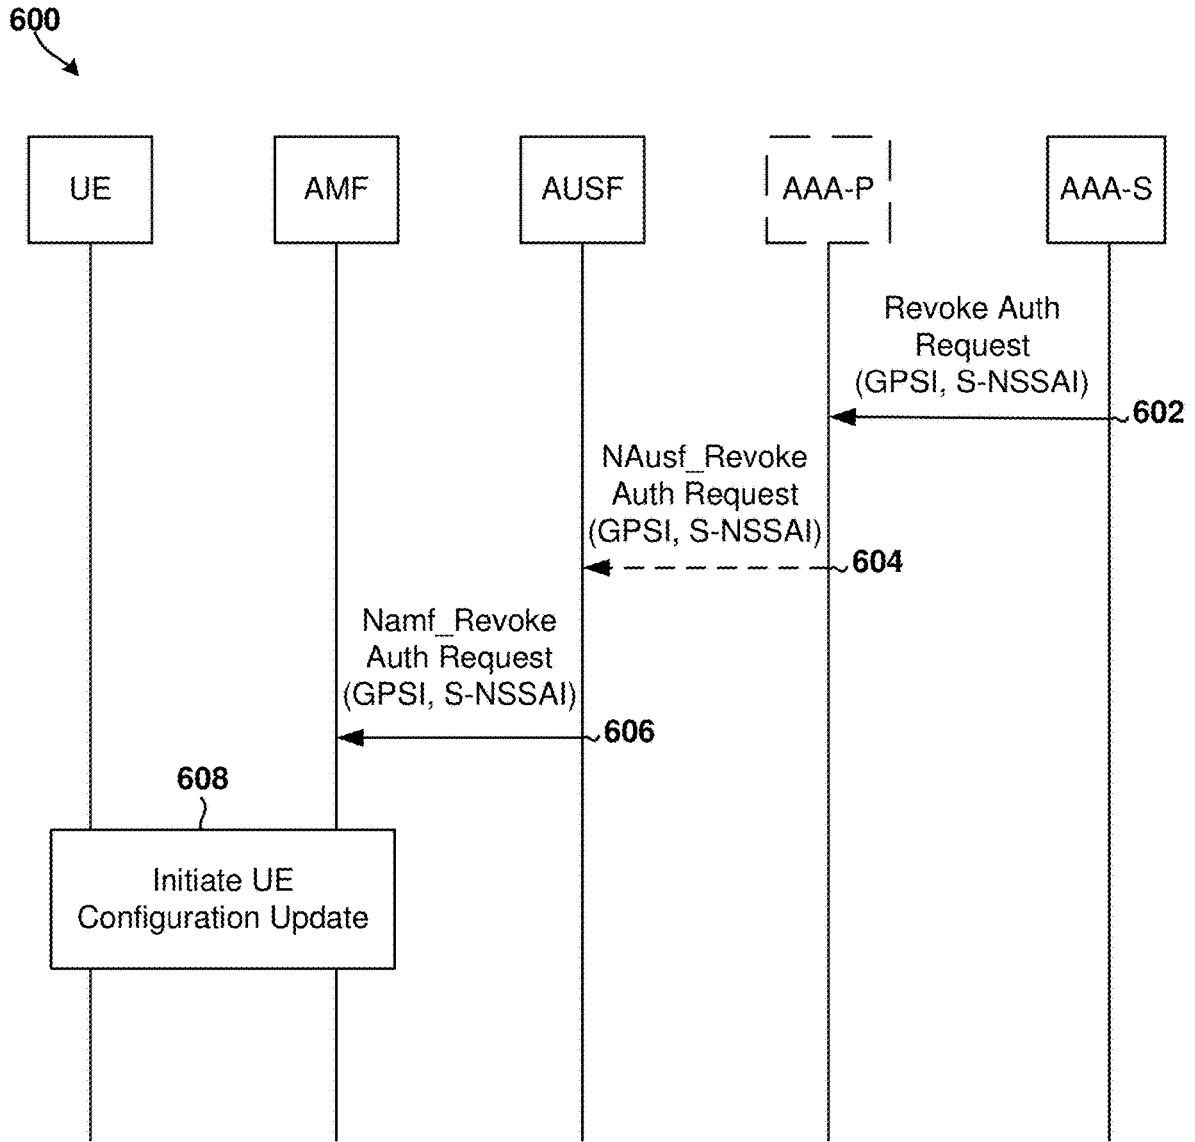 600
UE
AMF
AUSF
AAA-P
AAA-S
Revoke Auth
Request
(GPSI, S-NSSAI)
602
NAusf_Revoke
Auth Request
(GPSI, S-NSSAI)
604
Namf_Revoke
Auth Request
(GPSI, S-NSSAI)
606
608
Initiate UE
Configuration Update